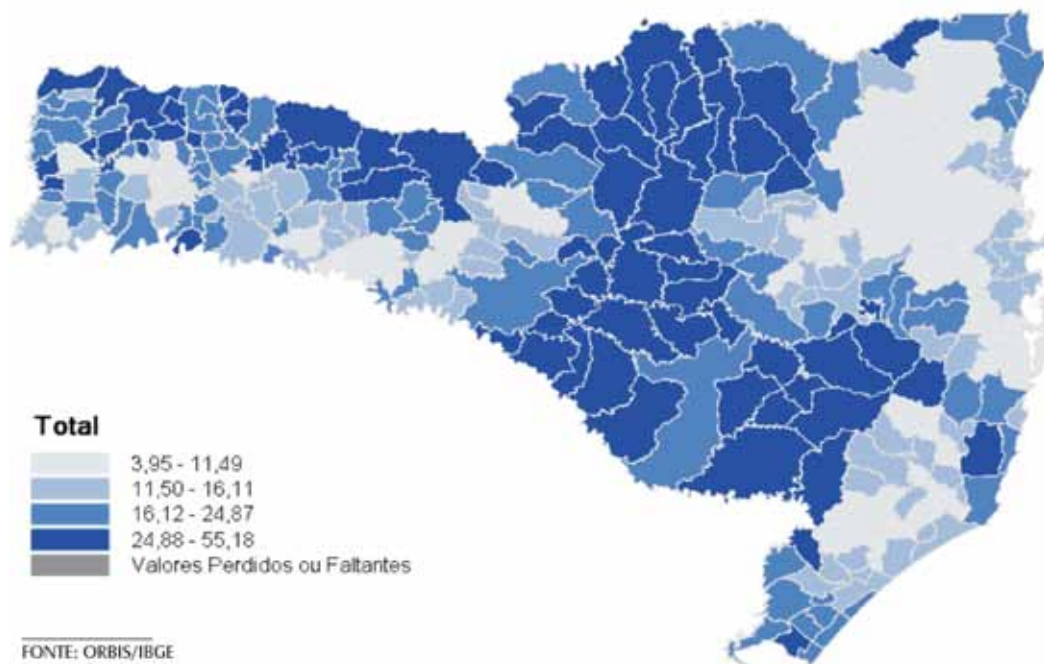 Total
3,95 - 11,49
11,50 - 16,11
16,12 - 24,87
24,88 - 55,18
Valores Perdidos ou Faltantes
FONTE: ORBIS/IBGE